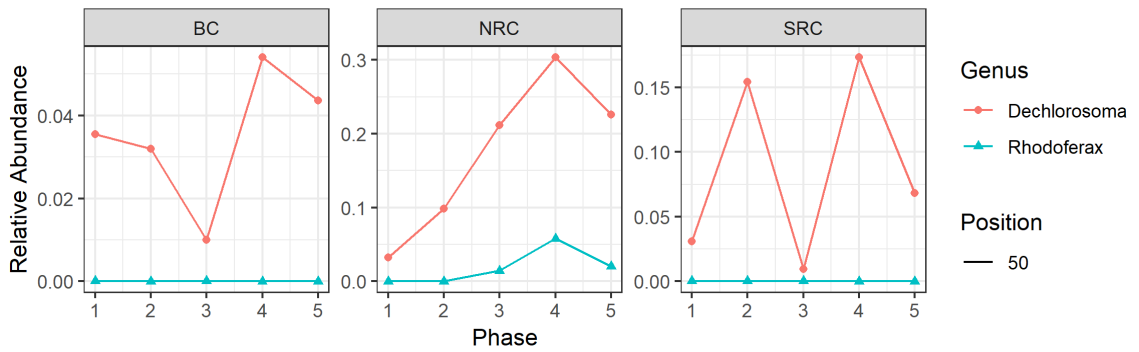 BC
NRC
SRC
Relative Abundance
0.04
0.02
0.00
0.3
0.2
0.1
0.0
0.15
0.10
0.05
0.00
1 2 3 4 5
1 2 3 4 5
1 2 3 4 5
Phase
Genus
Dechlorosoma
Rhodoferax
Position
50